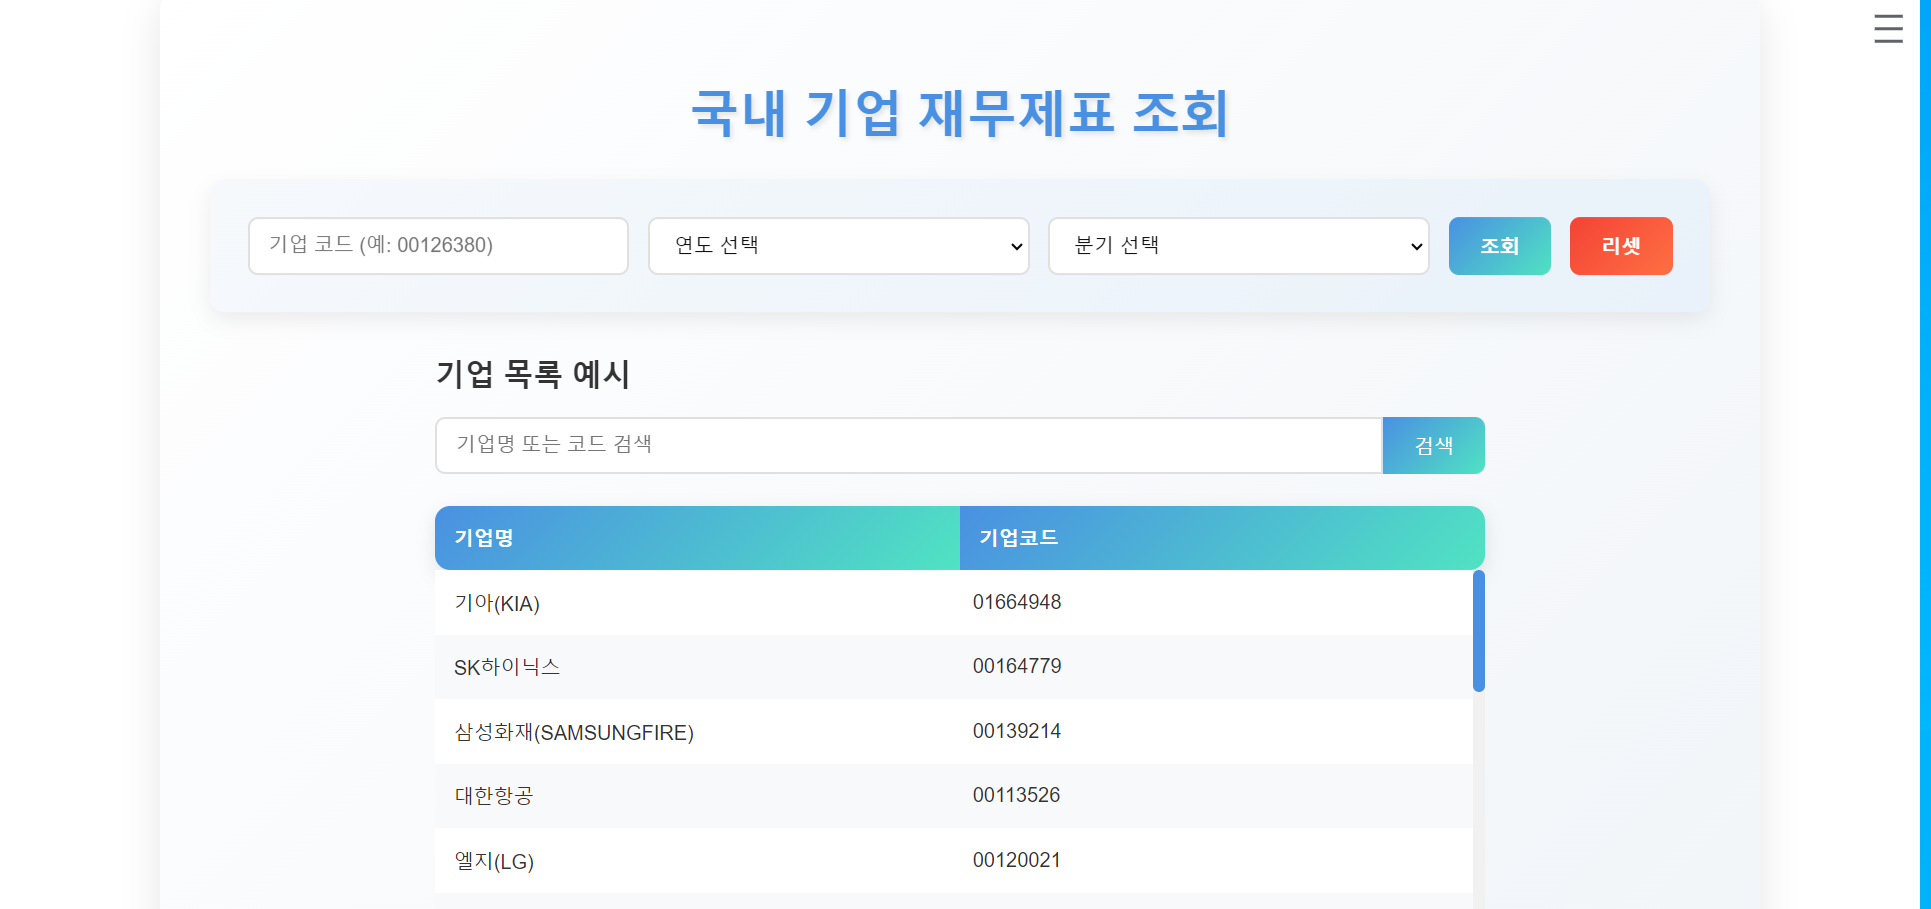 국내 기업 재무제표 조회
기업 코드 (예: 00126380) 연도 선택 분기 선택 조회 리셋
기업 목록 예시
기업명 또는 코드 검색 검색
기업명 기업코드
기아(KIA) 01664948
SK하이닉스 00164779
삼성화재(SAMSUNGFIRE) 00139214
대한항공 00113526
엘지(LG) 00120021